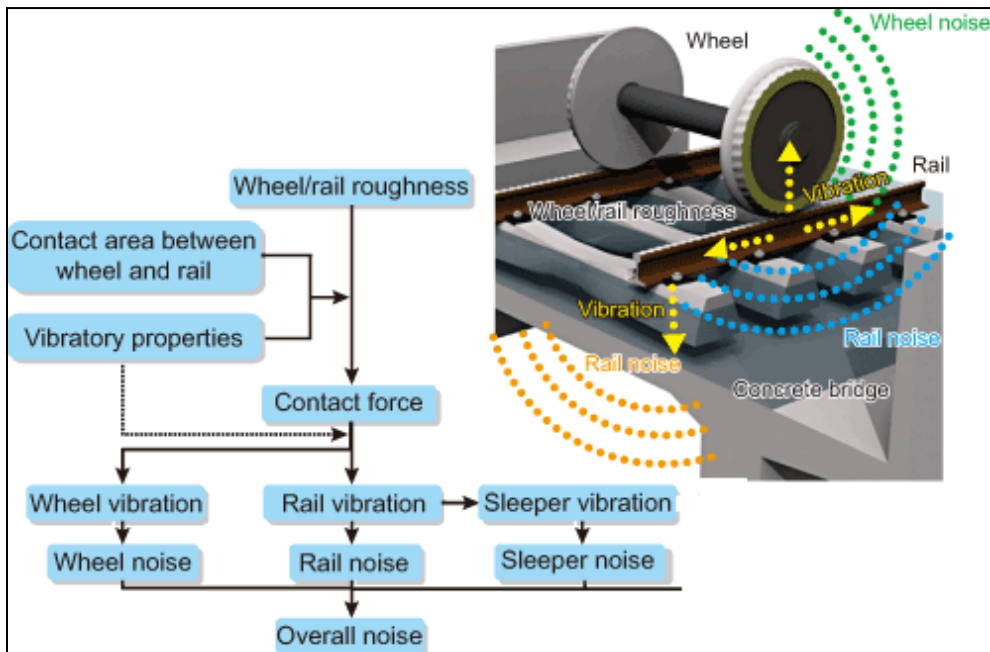 Wheel/rail roughness
Contact area between
wheel and rail
Vibratory properties
Contact force
Wheel vibration
Rail vibration
Sleeper vibration
Wheel noise
Rail noise
Sleeper noise
Overall noise
Wheel noise
Wheel
Rail
Vibration
Wheel/rail roughness
Vibration
Rail noise
Rail noise
Concrete bridge